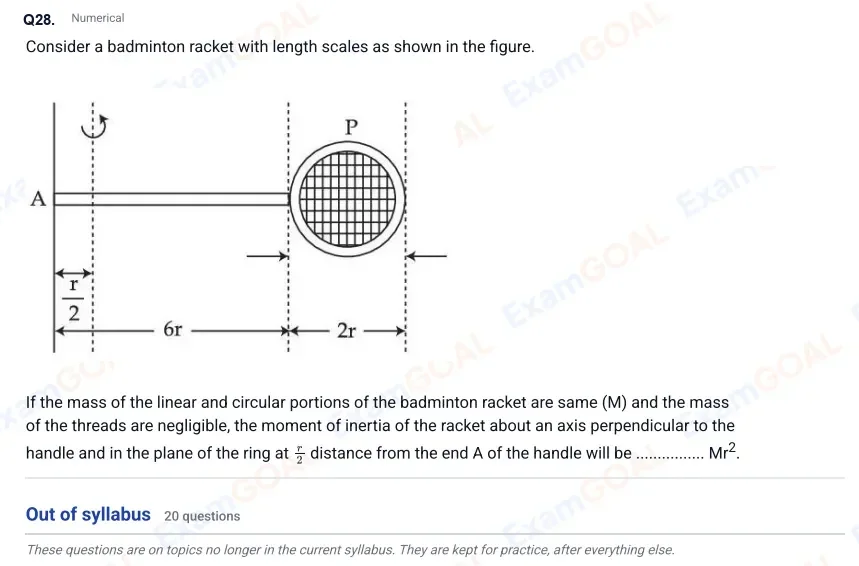 Q28. Numerical
Consider a badminton racket with length scales as shown in the figure.
P
A
r
2
6r
2r
If the mass of the linear and circular portions of the badminton racket are same (M) and the mass
of the threads are negligible, the moment of inertia of the racket about an axis perpendicular to the
handle and in the plane of the ring at r/2 distance from the end A of the handle will be ................ Mr².
Out of syllabus 20 questions
These questions are on topics no longer in the current syllabus. They are kept for practice, after everything else.
ExamGOAL
ExamGOAL
ExamGOAL
ExamGOAL